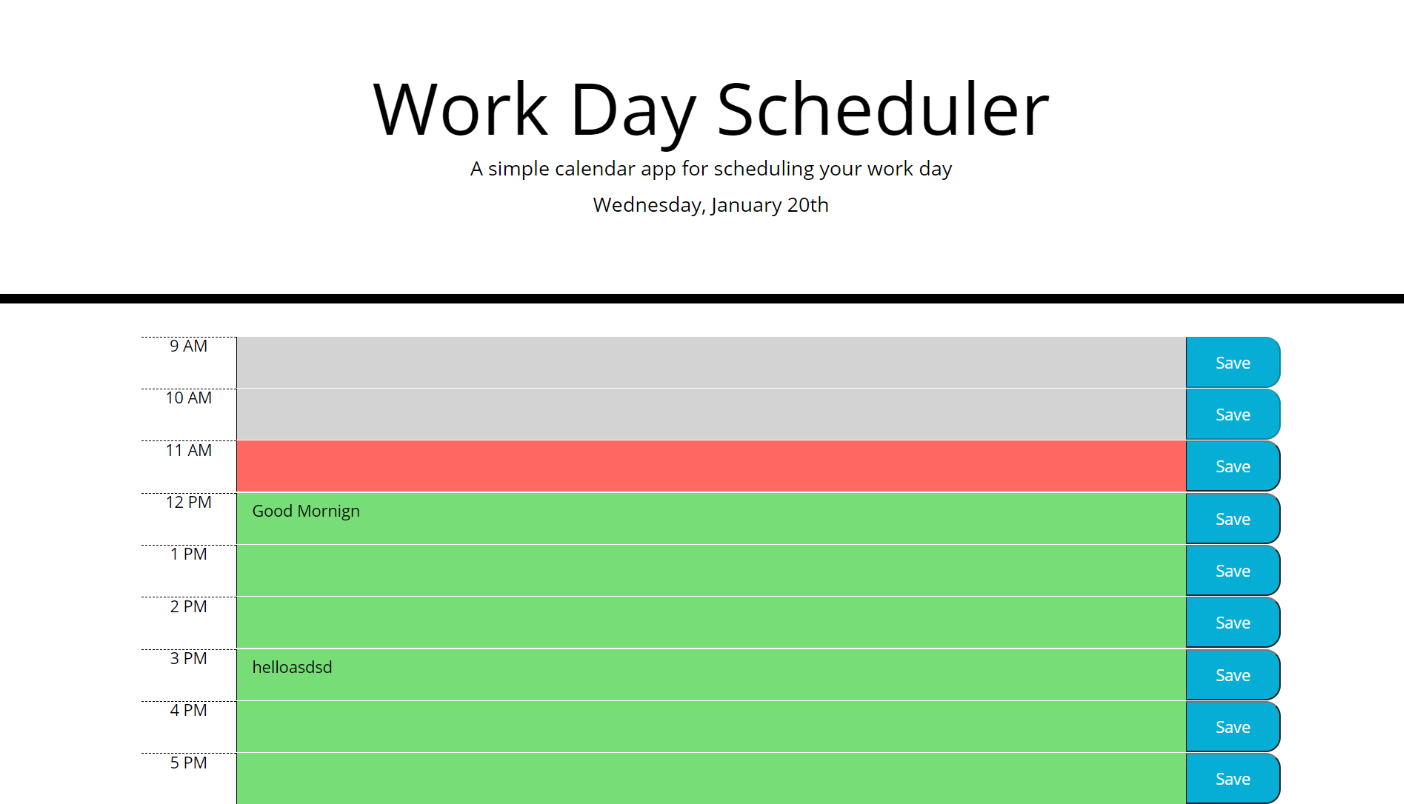 Work Day Scheduler
A simple calendar app for scheduling your work day
Wednesday, January 20th
9 AM Save
10 AM Save
11 AM Save
12 PM Good Mornign Save
1 PM Save
2 PM Save
3 PM helloasdsd Save
4 PM Save
5 PM Save